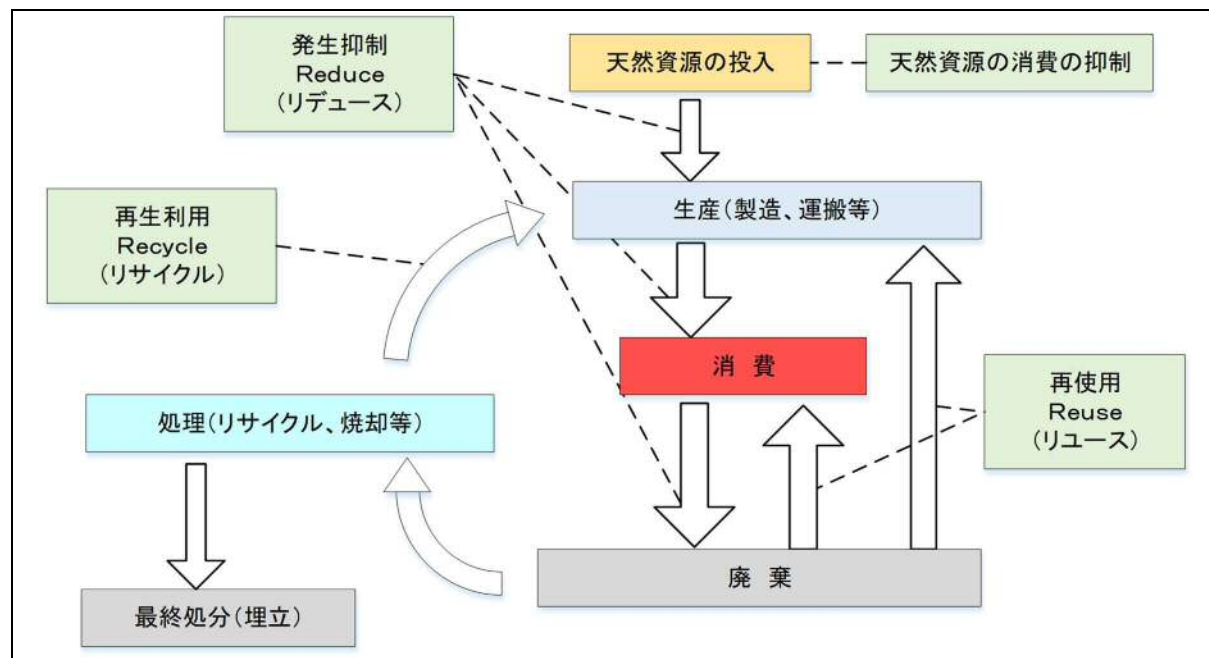 発生抑制
Reduce
(リデュース)
天然資源の投入
天然資源の消費の抑制
再生利用
Recycle
(リサイクル)
生産(製造、運搬等)
消 費
再使用
Reuse
(リユース)
処理(リサイクル、焼却等)
廃 棄
最終処分(埋立)